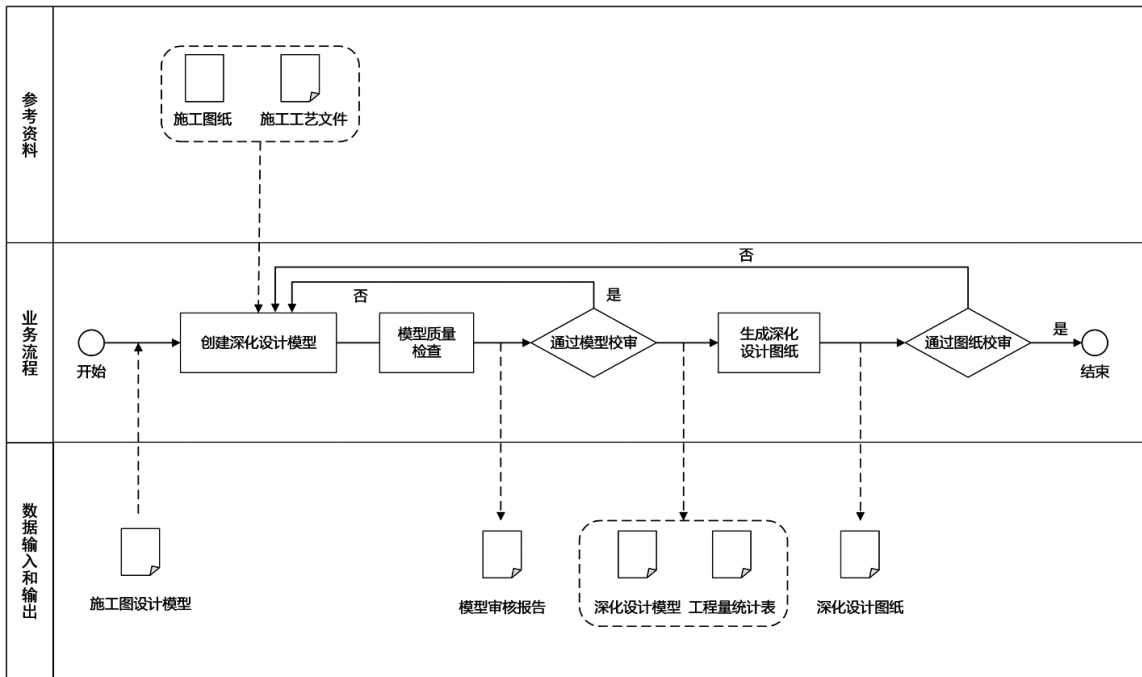 参考资料
施工图纸
施工工艺文件
业务流程
否
否
是
开始
创建深化设计模型
模型质量
检查
通过模型校审
生成深化
设计图纸
通过图纸校审
是
结束
数据输入和输出
施工图设计模型
模型审核报告
深化设计模型
工程量统计表
深化设计图纸